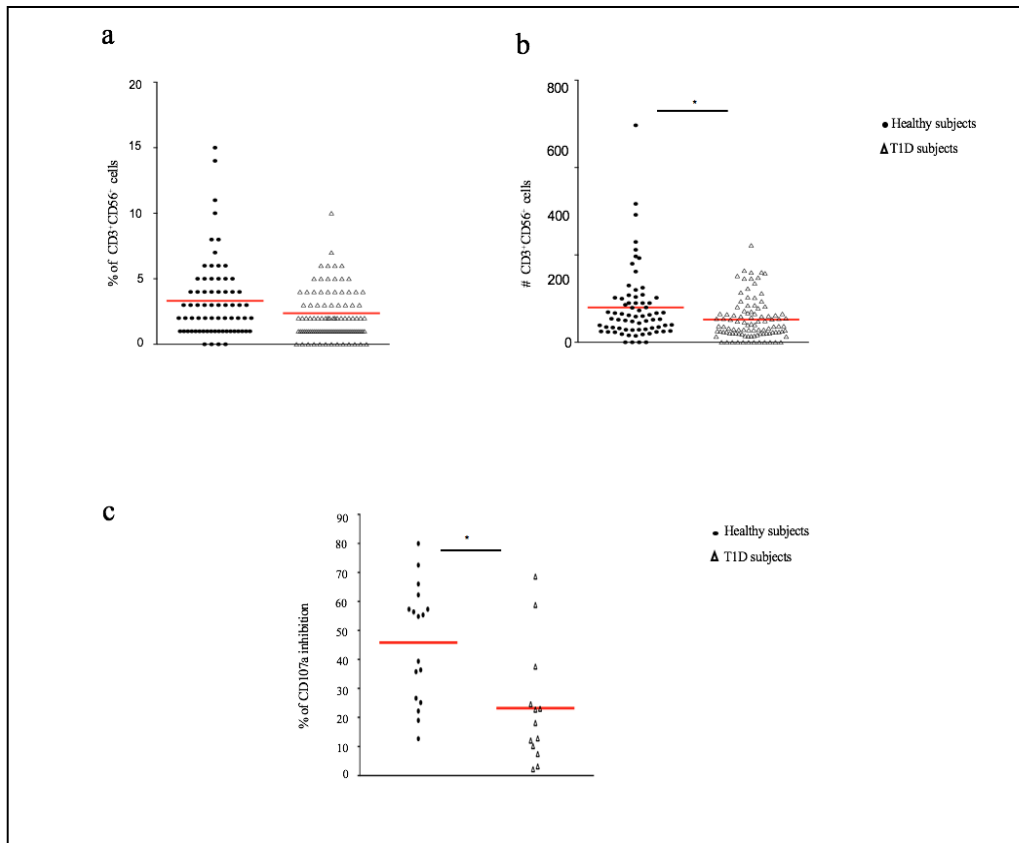 a
20
15
10
5
0
% of CD3⁺CD56⁻ cells
b
800
600
400
200
0
# CD3⁺CD56⁻ cells
*
Healthy subjects
T1D subjects
c
90
80
70
60
50
40
30
20
10
0
% of CD107a inhibition
*
Healthy subjects
T1D subjects